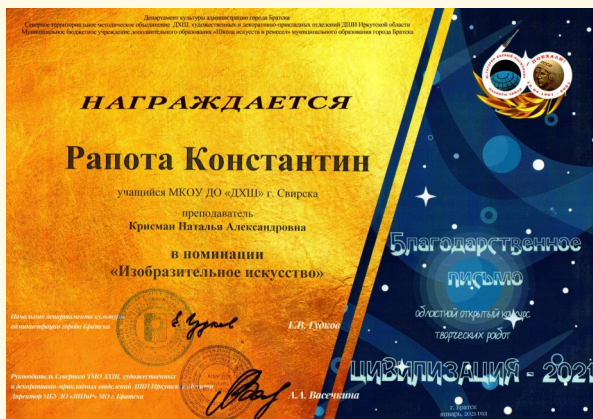 Департамент культуры администрации города Братска
Северное территориальное методическое объединение ДХШ, художественных и декоративно-прикладных отделений ДШИ Иркутской области
Муниципальное бюджетное учреждение дополнительного образования «Школа искусств и ремесел» муниципального образования города Братска
НАГРАЖДАЕТСЯ
Рапота Константин
учащийся МКОУ ДО «ДХШ» г. Свирска
преподаватель
Крисман Наталья Александровна
в номинации
«Изобразительное искусство»
Начальник департамента культуры
администрации города Братска
Е.В. Гудков
Руководитель Северного ТМО ДХШ, художественных
и декоративно-прикладных отделений ДШИ Иркутской области
Директор МБУ ДО «ШИиР» МО г. Братска
А.А. Васечкина
Благодарственное
письмо
областной открытый конкурс
творческих работ
ЦИВИЛИЗАЦИЯ - 2021
г. Братск
январь, 2021 год